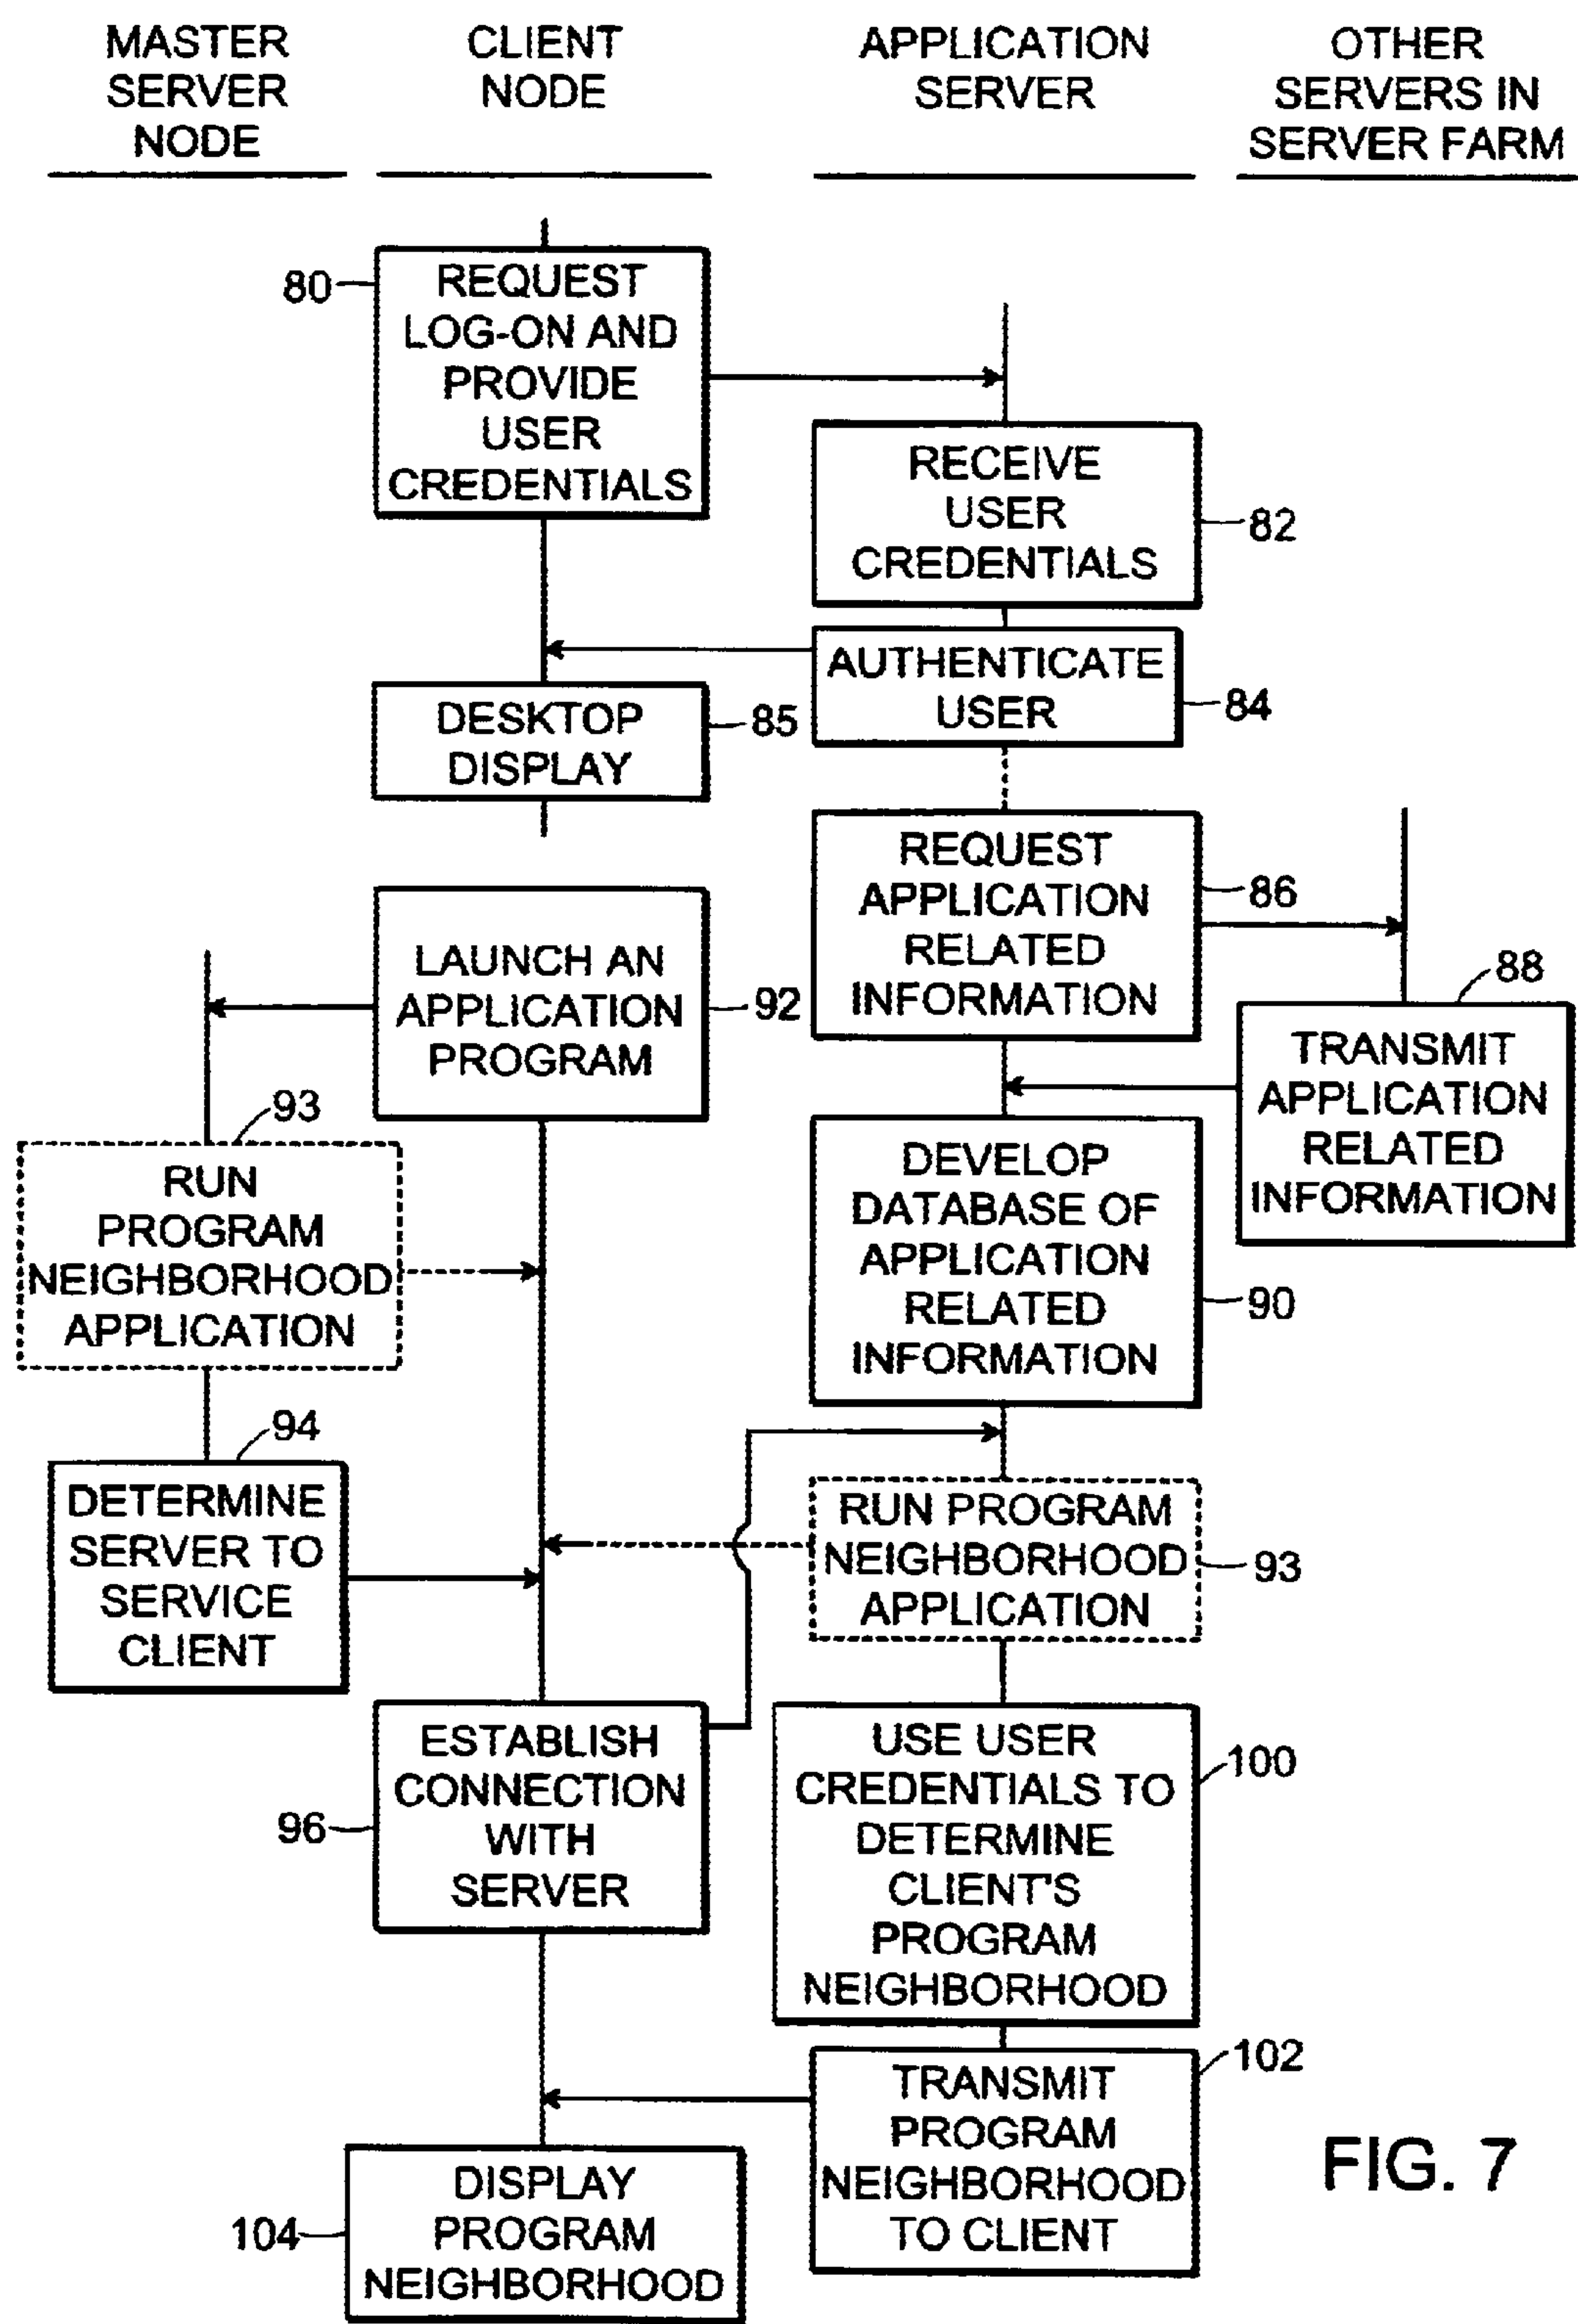 MASTER
SERVER
NODE
CLIENT
NODE
APPLICATION
SERVER
OTHER
SERVERS IN
SERVER FARM
80
REQUEST
LOG-ON AND
PROVIDE
USER
CREDENTIALS
RECEIVE
USER
CREDENTIALS
82
AUTHENTICATE
USER
84
DESKTOP
DISPLAY
85
REQUEST
APPLICATION
RELATED
INFORMATION
86
88
TRANSMIT
APPLICATION
RELATED
INFORMATION
LAUNCH AN
APPLICATION
PROGRAM
92
93
RUN
PROGRAM
NEIGHBORHOOD
APPLICATION
DEVELOP
DATABASE OF
APPLICATION
RELATED
INFORMATION
90
94
DETERMINE
SERVER TO
SERVICE
CLIENT
RUN PROGRAM
NEIGHBORHOOD
APPLICATION
93
ESTABLISH
CONNECTION
WITH
SERVER
96
USE USER
CREDENTIALS TO
DETERMINE
CLIENT'S
PROGRAM
NEIGHBORHOOD
100
102
TRANSMIT
PROGRAM
NEIGHBORHOOD
TO CLIENT
104
DISPLAY
PROGRAM
NEIGHBORHOOD
FIG. 7